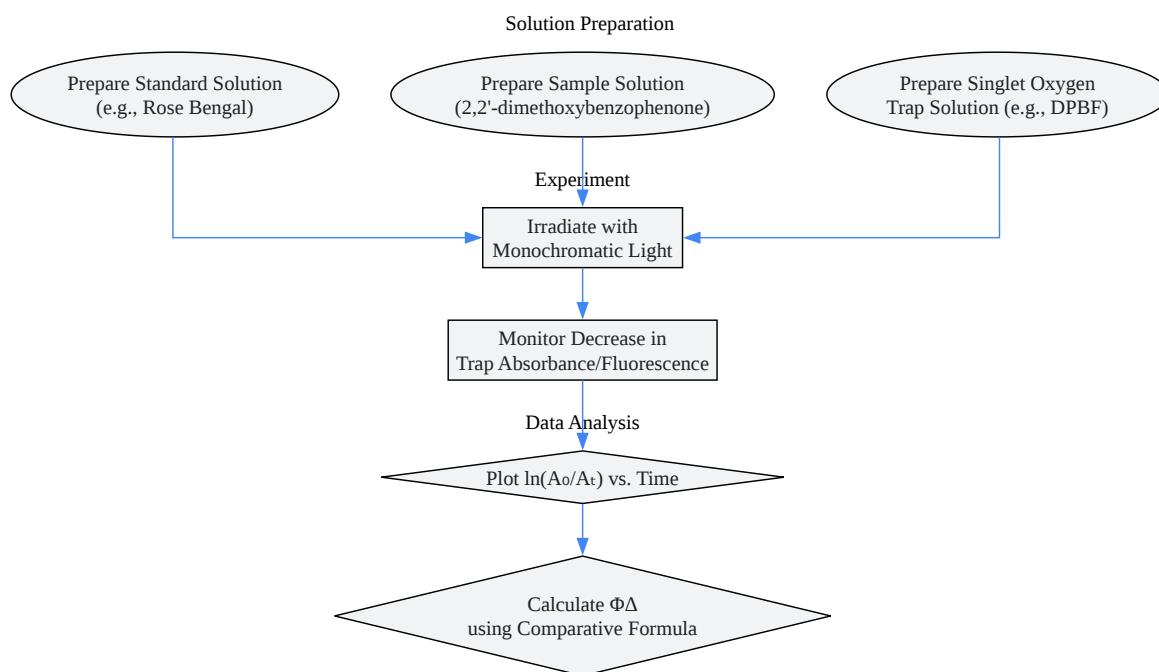 Solution Preparation
Prepare Standard Solution
(e.g., Rose Bengal)
Prepare Sample Solution
(2,2'-dimethoxybenzophenone)
Prepare Singlet Oxygen
Trap Solution (e.g., DPBF)
Experiment
Irradiate with
Monochromatic Light
Monitor Decrease in
Trap Absorbance/Fluorescence
Data Analysis
Plot ln(A₀/Aₜ) vs. Time
Calculate ΦΔ
using Comparative Formula